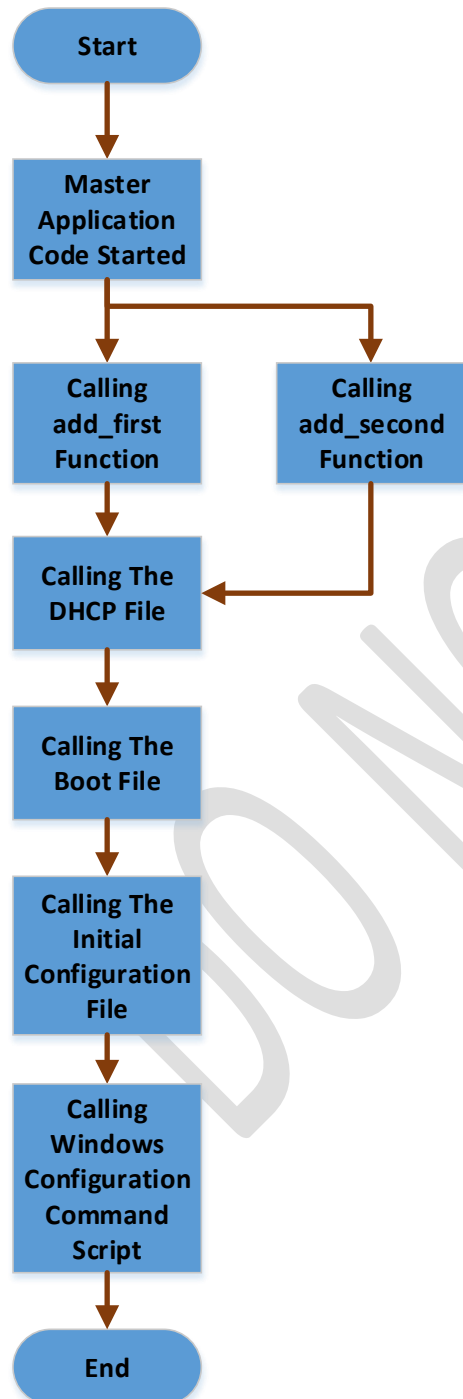 Start
Master
Application
Code Started
Calling
add_first
Function
Calling
add_second
Function
Calling The
DHCP File
Calling The
Boot File
Calling The
Initial
Configuration
File
Calling
Windows
Configuration
Command
Script
End
DO N